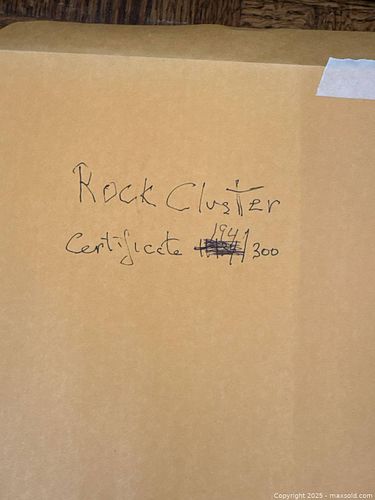 Rock Cluster
Certificate 194/300
Copyright 2025 - maxsold.com